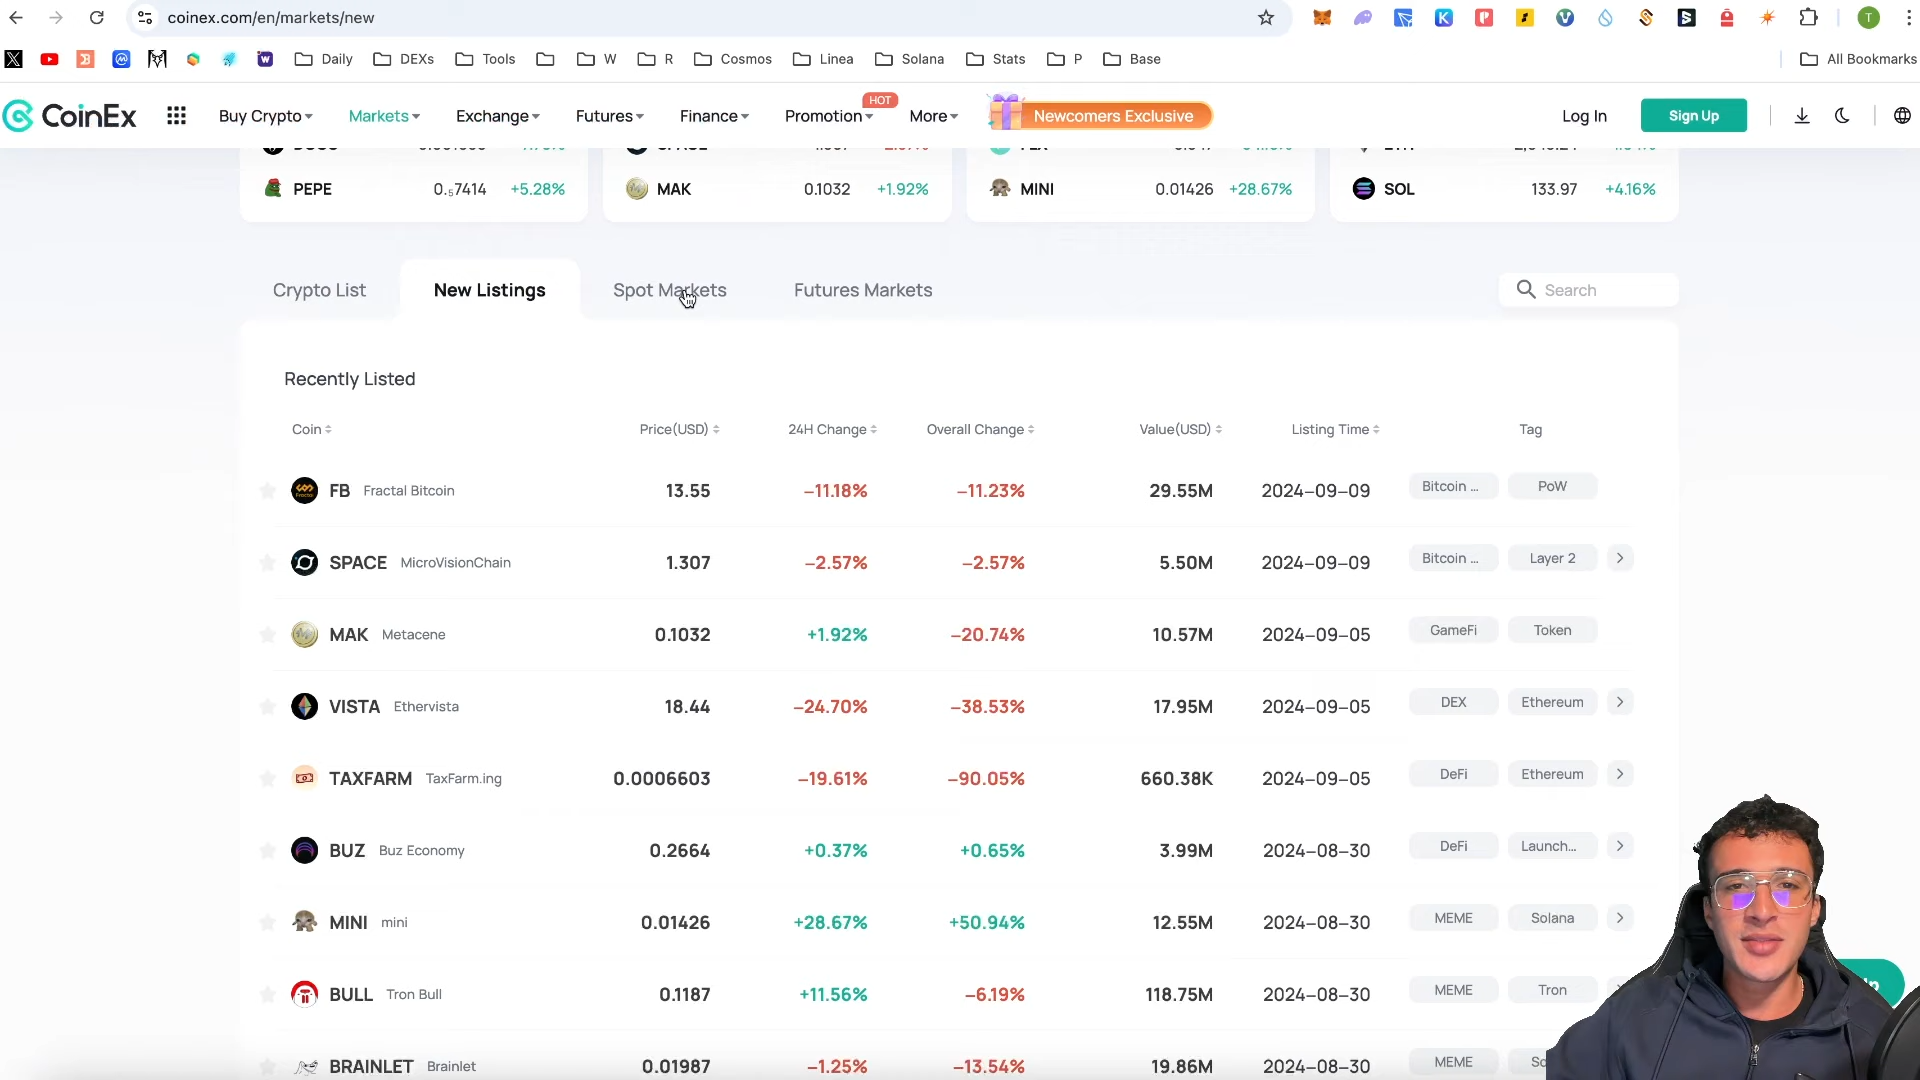 coinex.com/en/markets/new
T
Daily DEXs Tools W R Cosmos Linea Solana Stats P Base All Bookmarks
CoinEx Buy Crypto Markets Exchange Futures Finance Promotion HOT More Newcomers Exclusive Log In Sign Up
PEPE 0.₅7414 +5.28% MAK 0.1032 +1.92% MINI 0.01426 +28.67% SOL 133.97 +4.16%
Crypto List New Listings Spot Markets Futures Markets Search
Recently Listed
Coin Price(USD) 24H Change Overall Change Value(USD) Listing Time Tag
FB Fractal Bitcoin 13.55 –11.18% –11.23% 29.55M 2024–09–09 Bitcoin ... PoW
SPACE MicroVisionChain 1.307 –2.57% –2.57% 5.50M 2024–09–09 Bitcoin ... Layer 2
MAK Metacene 0.1032 +1.92% –20.74% 10.57M 2024–09–05 GameFi Token
VISTA Ethervista 18.44 –24.70% –38.53% 17.95M 2024–09–05 DEX Ethereum
TAXFARM TaxFarm.ing 0.0006603 –19.61% –90.05% 660.38K 2024–09–05 DeFi Ethereum
BUZ Buz Economy 0.2664 +0.37% +0.65% 3.99M 2024–08–30 DeFi Launch...
MINI mini 0.01426 +28.67% +50.94% 12.55M 2024–08–30 MEME Solana
BULL Tron Bull 0.1187 +11.56% –6.19% 118.75M 2024–08–30 MEME Tron
BRAINLET Brainlet 0.01987 –1.25% –13.54% 19.86M 2024–08–30 MEME